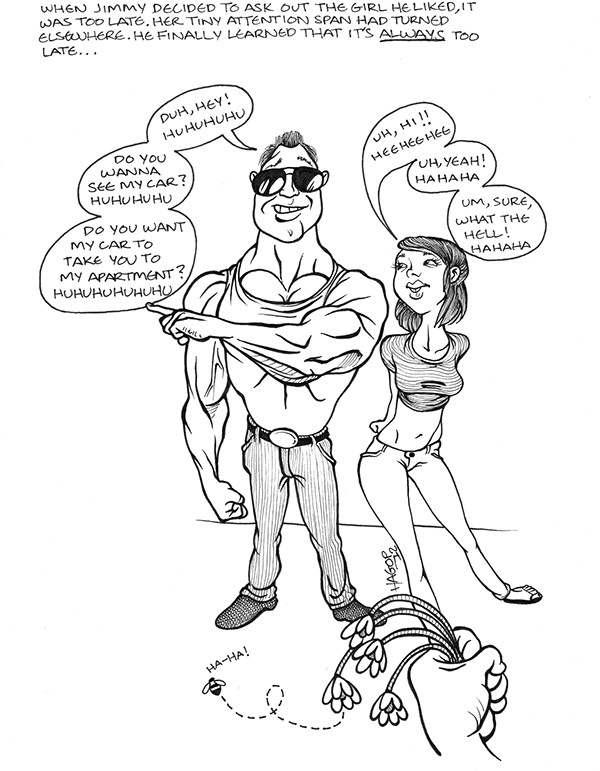 WHEN JIMMY DECIDED TO ASK OUT THE GIRL HE LIKED, IT
WAS TOO LATE. HER TINY ATTENTION SPAN HAD TURNED
ELSEWHERE. HE FINALLY LEARNED THAT IT'S ALWAYS TOO
LATE...
DUH, HEY!
HUHUHUHU
DO YOU
WANNA
SEE MY CAR?
HUHUHUHU
DO YOU WANT
MY CAR TO
TAKE YOU TO
MY APARTMENT?
HUHUHUHUHUHU
UH, HI!!
HEEHEEHEE
UH, YEAH!
HAHAHA
UM, SURE,
WHAT THE
HELL!
HAHAHA
HAGOP
12
HA-HA!